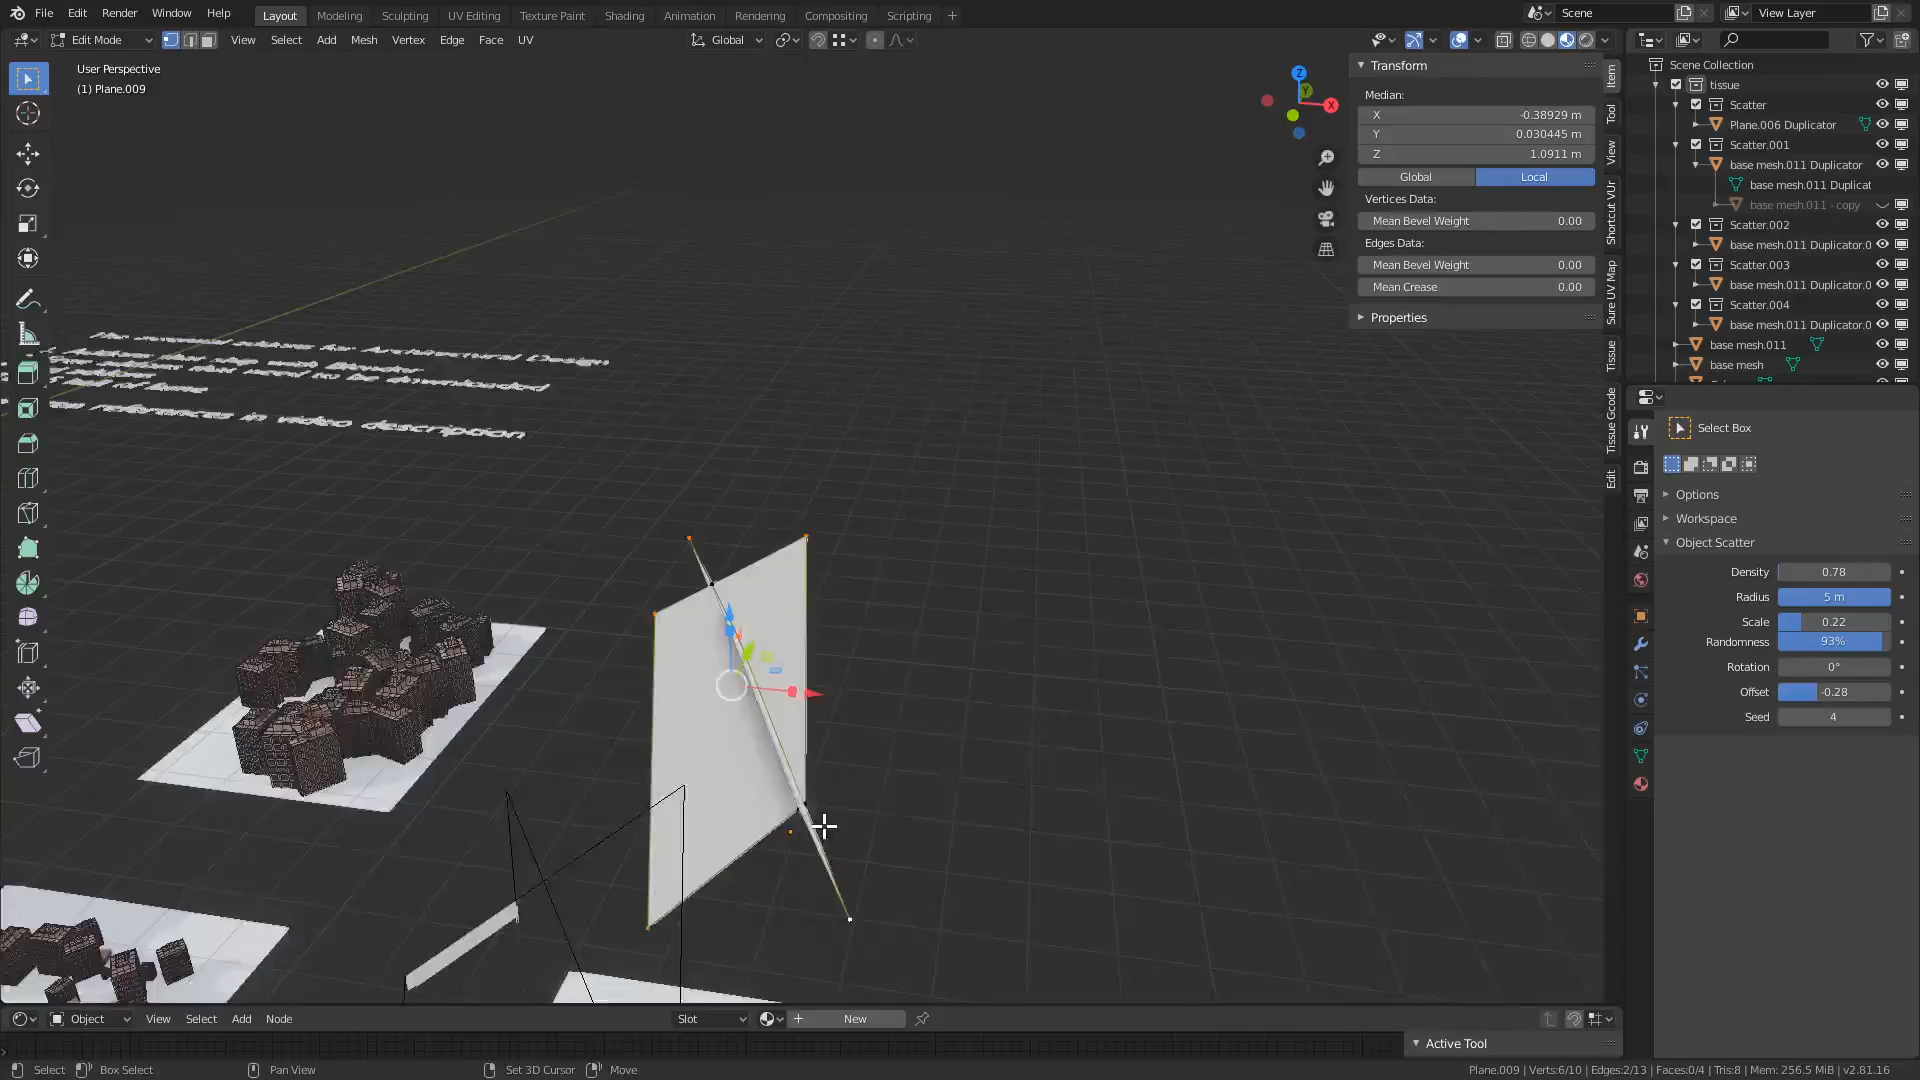 File Edit Render Window Help Layout Modeling Sculpting UV Editing Texture Paint Shading Animation Rendering Compositing Scripting + Scene View Layer
Edit Mode View Select Add Mesh Vertex Edge Face UV Global
User Perspective
(1) Plane.009
Transform
Median:
X -0.38929 m
Y 0.030445 m
Z 1.0911 m
Global Local
Vertices Data:
Mean Bevel Weight 0.00
Edges Data:
Mean Bevel Weight 0.00
Mean Crease 0.00
Properties
Item
Tool
View
Shortcut VUr
Sure UV Map
Tissue
Tissue Gcode
Edit
Z
Y
X
Scene Collection
tissue
Scatter
Plane.006 Duplicator
Scatter.001
base mesh.011 Duplicator
base mesh.011 Duplicat
base mesh.011 - copy
Scatter.002
base mesh.011 Duplicator.0
Scatter.003
base mesh.011 Duplicator.0
Scatter.004
base mesh.011 Duplicator.0
base mesh.011
base mesh
Select Box
Options
Workspace
Object Scatter
Density 0.78
Radius 5 m
Scale 0.22
Randomness 93%
Rotation 0°
Offset -0.28
Seed 4
for Architectural Design
references in video description
Object View Select Add Node Slot + New
Active Tool
Select Box Select Pan View Set 3D Cursor Move Plane.009 | Verts:6/10 | Edges:2/13 | Faces:0/4 | Tris:8 | Mem: 256.5 MiB | v2.81.16